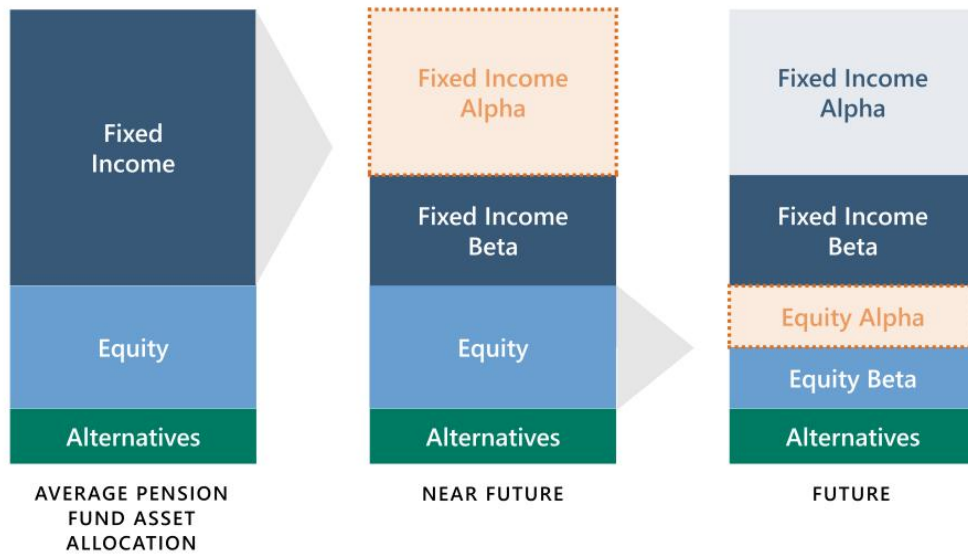 Fixed
Income
Equity
Alternatives
AVERAGE PENSION
FUND ASSET
ALLOCATION
Fixed Income
Alpha
Fixed Income
Beta
Equity
Alternatives
NEAR FUTURE
Fixed Income
Alpha
Fixed Income
Beta
Equity Alpha
Equity Beta
Alternatives
FUTURE